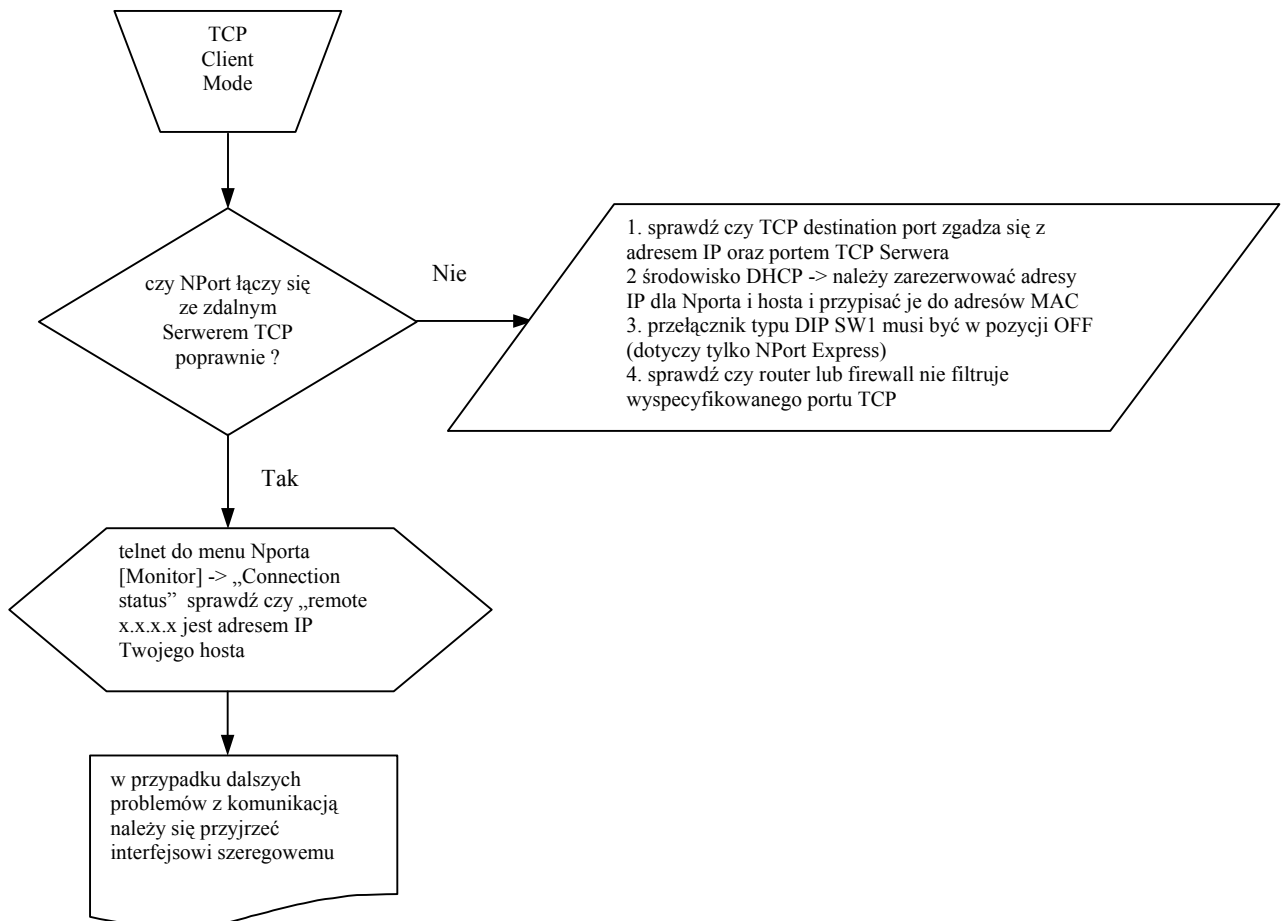 TCP
Client
Mode
czy NPort łączy się
ze zdalnym
Serwerem TCP
poprawnie ?
Nie
1. sprawdź czy TCP destination port zgadza się z
adresem IP oraz portem TCP Serwera
2 środowisko DHCP -> należy zarezerwować adresy
IP dla Nporta i hosta i przypisać je do adresów MAC
3. przełącznik typu DIP SW1 musi być w pozycji OFF
(dotyczy tylko NPort Express)
4. sprawdź czy router lub firewall nie filtruje
wyspecyfikowanego portu TCP
Tak
telnet do menu Nporta
[Monitor] -> „Connection
status” sprawdź czy „remote
x.x.x.x jest adresem IP
Twojego hosta
w przypadku dalszych
problemów z komunikacją
należy się przyjrzeć
interfejsowi szeregowemu